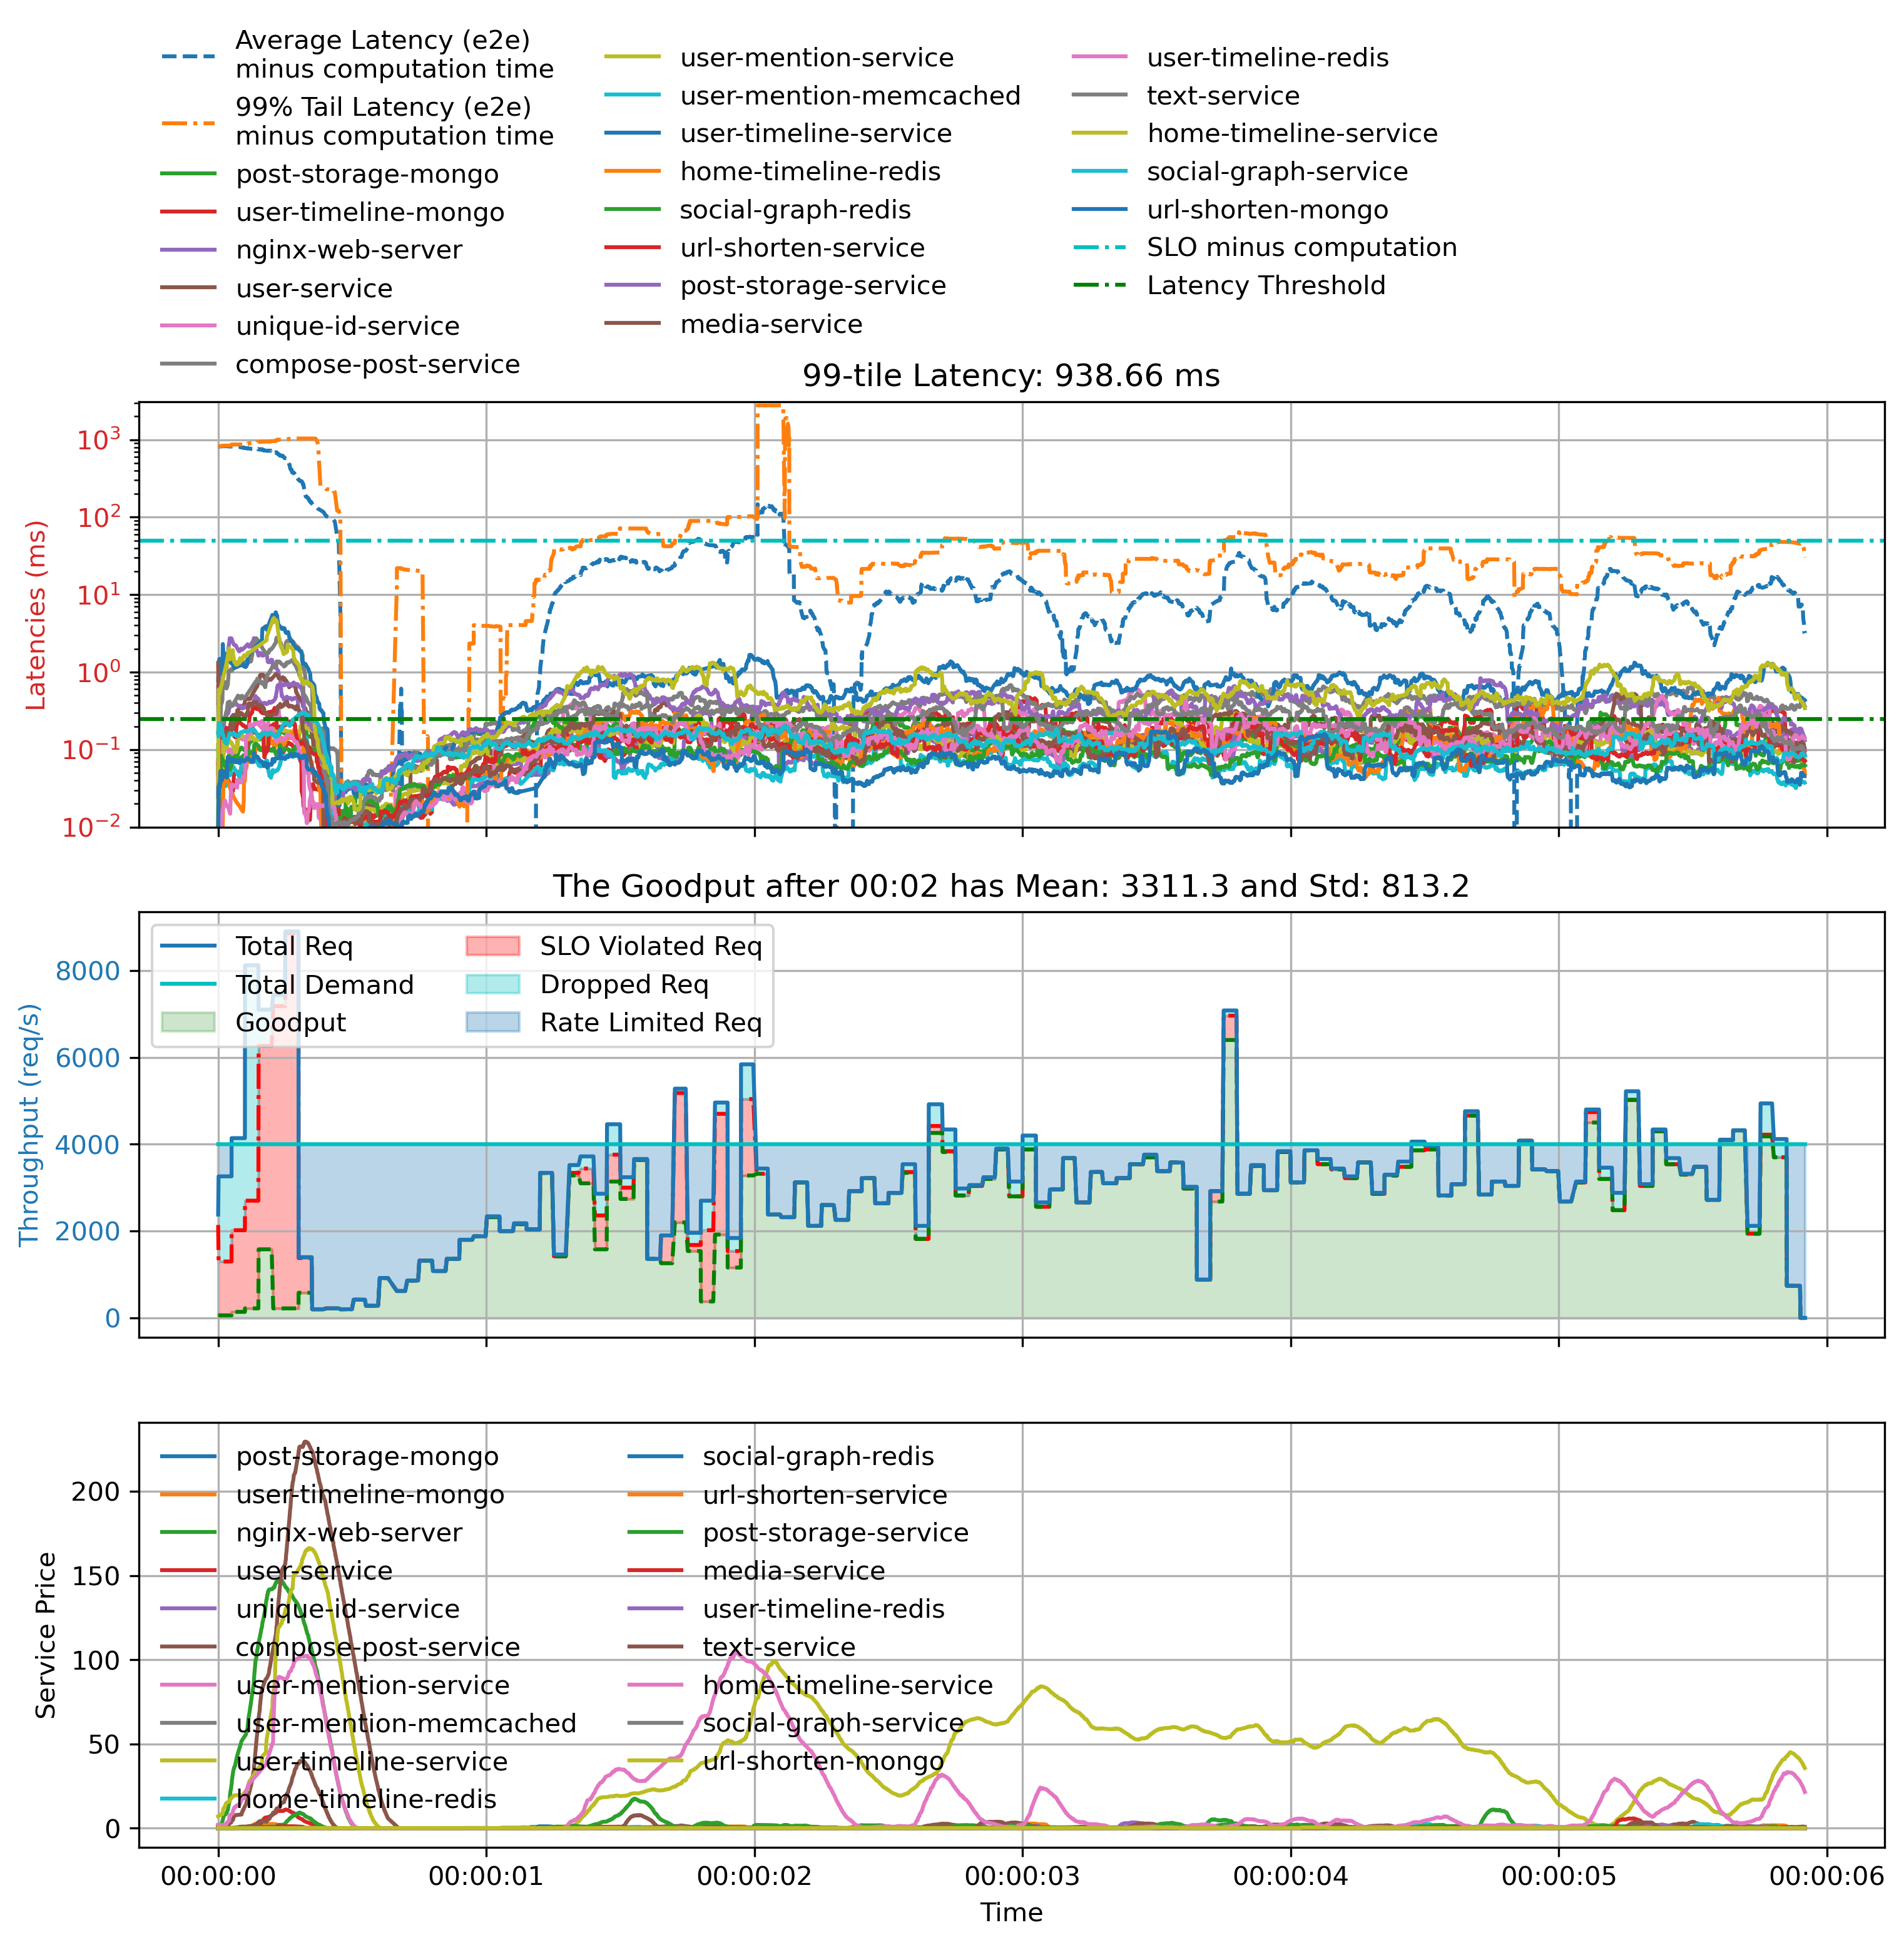 Average Latency (e2e)
minus computation time
99% Tail Latency (e2e)
minus computation time
post-storage-mongo
user-timeline-mongo
nginx-web-server
user-service
unique-id-service
compose-post-service
user-mention-service
user-mention-memcached
user-timeline-service
home-timeline-redis
social-graph-redis
url-shorten-service
post-storage-service
media-service
user-timeline-redis
text-service
home-timeline-service
social-graph-service
url-shorten-mongo
SLO minus computation
Latency Threshold
99-tile Latency: 938.66 ms
Latencies (ms)
10³
10²
10¹
10⁰
10⁻¹
10⁻²
The Goodput after 00:02 has Mean: 3311.3 and Std: 813.2
Throughput (req/s)
8000
6000
4000
2000
0
Total Req
Total Demand
Goodput
SLO Violated Req
Dropped Req
Rate Limited Req
Service Price
200
150
100
50
0
post-storage-mongo
user-timeline-mongo
nginx-web-server
user-service
unique-id-service
compose-post-service
user-mention-service
user-mention-memcached
user-timeline-service
home-timeline-redis
social-graph-redis
url-shorten-service
post-storage-service
media-service
user-timeline-redis
text-service
home-timeline-service
social-graph-service
url-shorten-mongo
00:00:00 00:00:01 00:00:02 00:00:03 00:00:04 00:00:05 00:00:06
Time